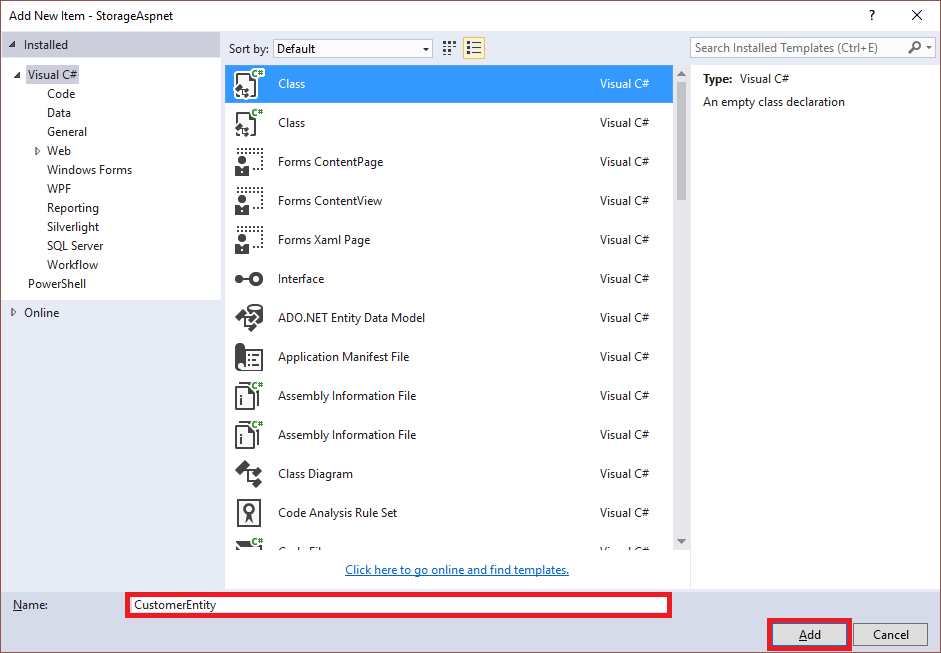 Add New Item - StorageAspnet
?
Installed
Sort by: Default
Search Installed Templates (Ctrl+E)
Visual C#
Code
Data
General
Web
Windows Forms
WPF
Reporting
Silverlight
SQL Server
Workflow
PowerShell
Online
C# Class Visual C#
C# Class Visual C#
Forms ContentPage Visual C#
Forms ContentView Visual C#
Forms Xaml Page Visual C#
Interface Visual C#
ADO.NET Entity Data Model Visual C#
Application Manifest File Visual C#
C# Assembly Information File Visual C#
C# Assembly Information File Visual C#
Class Diagram Visual C#
Code Analysis Rule Set Visual C#
C#
Type: Visual C#
An empty class declaration
Click here to go online and find templates.
Name: CustomerEntity
Add Cancel